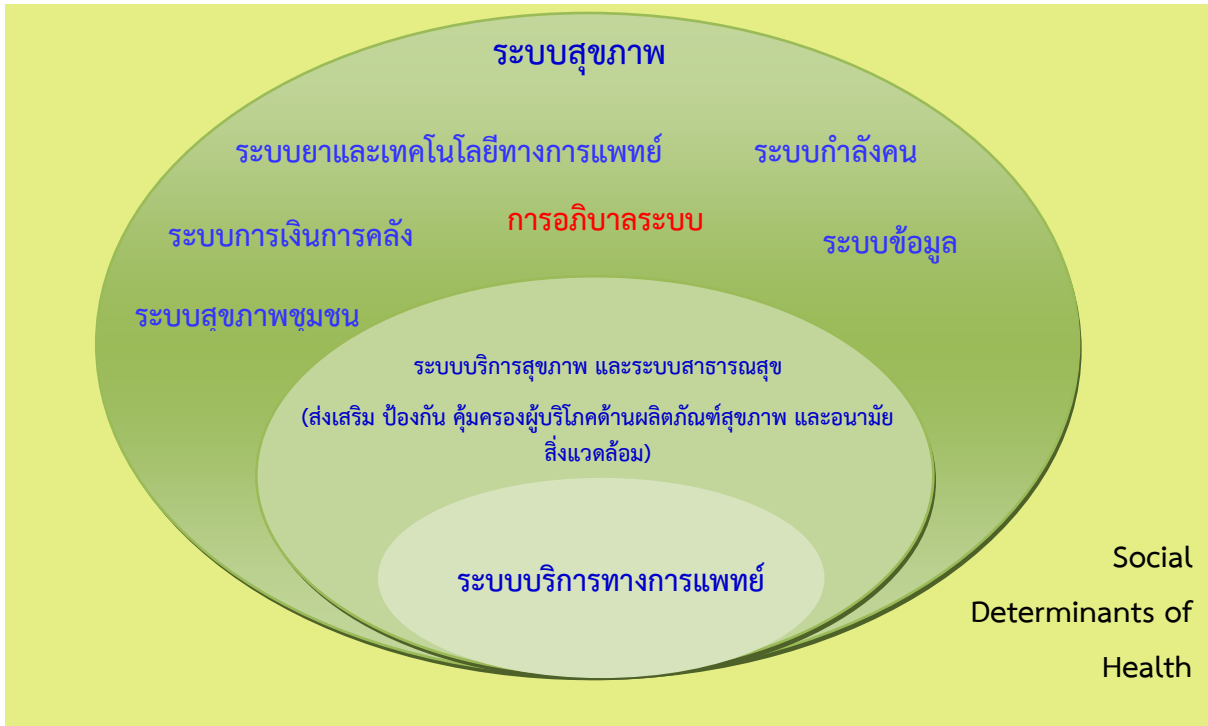 ระบบสุขภาพ
ระบบยาและเทคโนโลยีทางการแพทย์
ระบบกำลังคน
การอภิบาลระบบ
ระบบการเงินการคลัง
ระบบข้อมูล
ระบบสุขภาพชุมชน
ระบบบริการสุขภาพ และระบบสาธารณสุข
(ส่งเสริม ป้องกัน คุ้มครองผู้บริโภคด้านผลิตภัณฑ์สุขภาพ และอนามัย
สิ่งแวดล้อม)
ระบบบริการทางการแพทย์
Social
Determinants of
Health